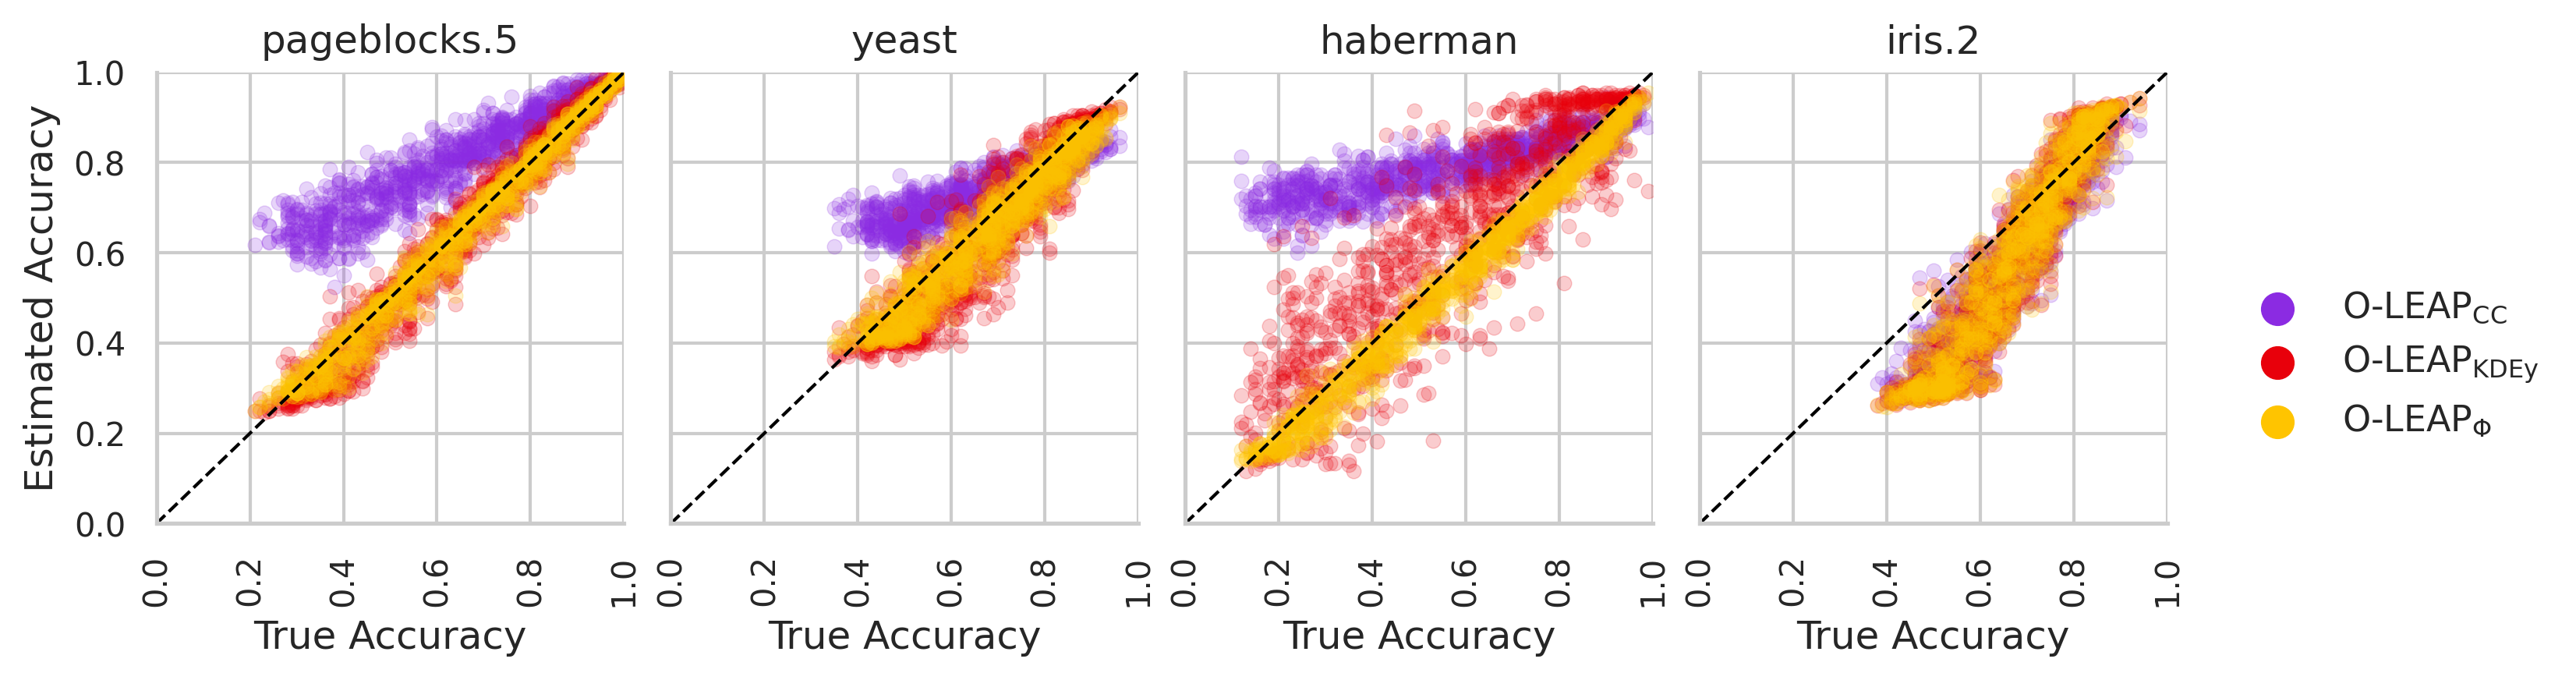 pageblocks.5 yeast haberman iris.2
Estimated Accuracy
1.0
0.8
0.6
0.4
0.2
0.0
0.0 0.2 0.4 0.6 0.8 1.0 0.0 0.2 0.4 0.6 0.8 1.0 0.0 0.2 0.4 0.6 0.8 1.0 0.0 0.2 0.4 0.6 0.8 1.0
True Accuracy True Accuracy True Accuracy True Accuracy
O-LEAP_CC
O-LEAP_KDEy
O-LEAP_Φ